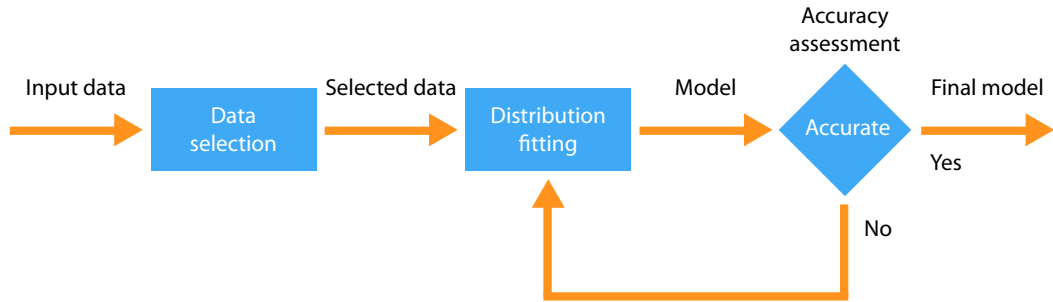 Accuracy
assessment
Input data
Selected data
Model
Final model
Data
selection
Distribution
fitting
Accurate
Yes
No